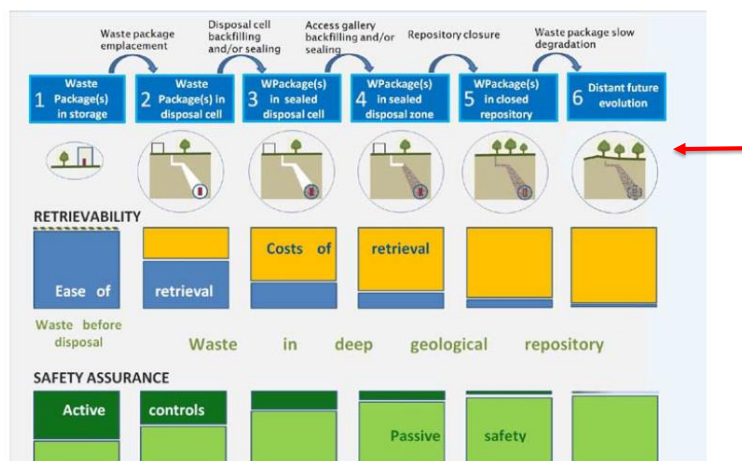 Waste package
emplacement
Disposal cell
backfilling
and/or sealing
Access gallery
backfilling and/or
sealing
Repository closure
Waste package slow
degradation
1 Waste
Package(s)
in storage
2 Waste
Package(s) in
disposal cell
3 WPackage(s)
in sealed
disposal cell
4 WPackage(s)
in sealed
disposal zone
5 WPackage(s)
in closed
repository
6 Distant future
evolution
RETRIEVABILITY
Costs of retrieval
Ease of retrieval
Waste before
disposal
Waste in deep geological repository
SAFETY ASSURANCE
Active controls
Passive safety